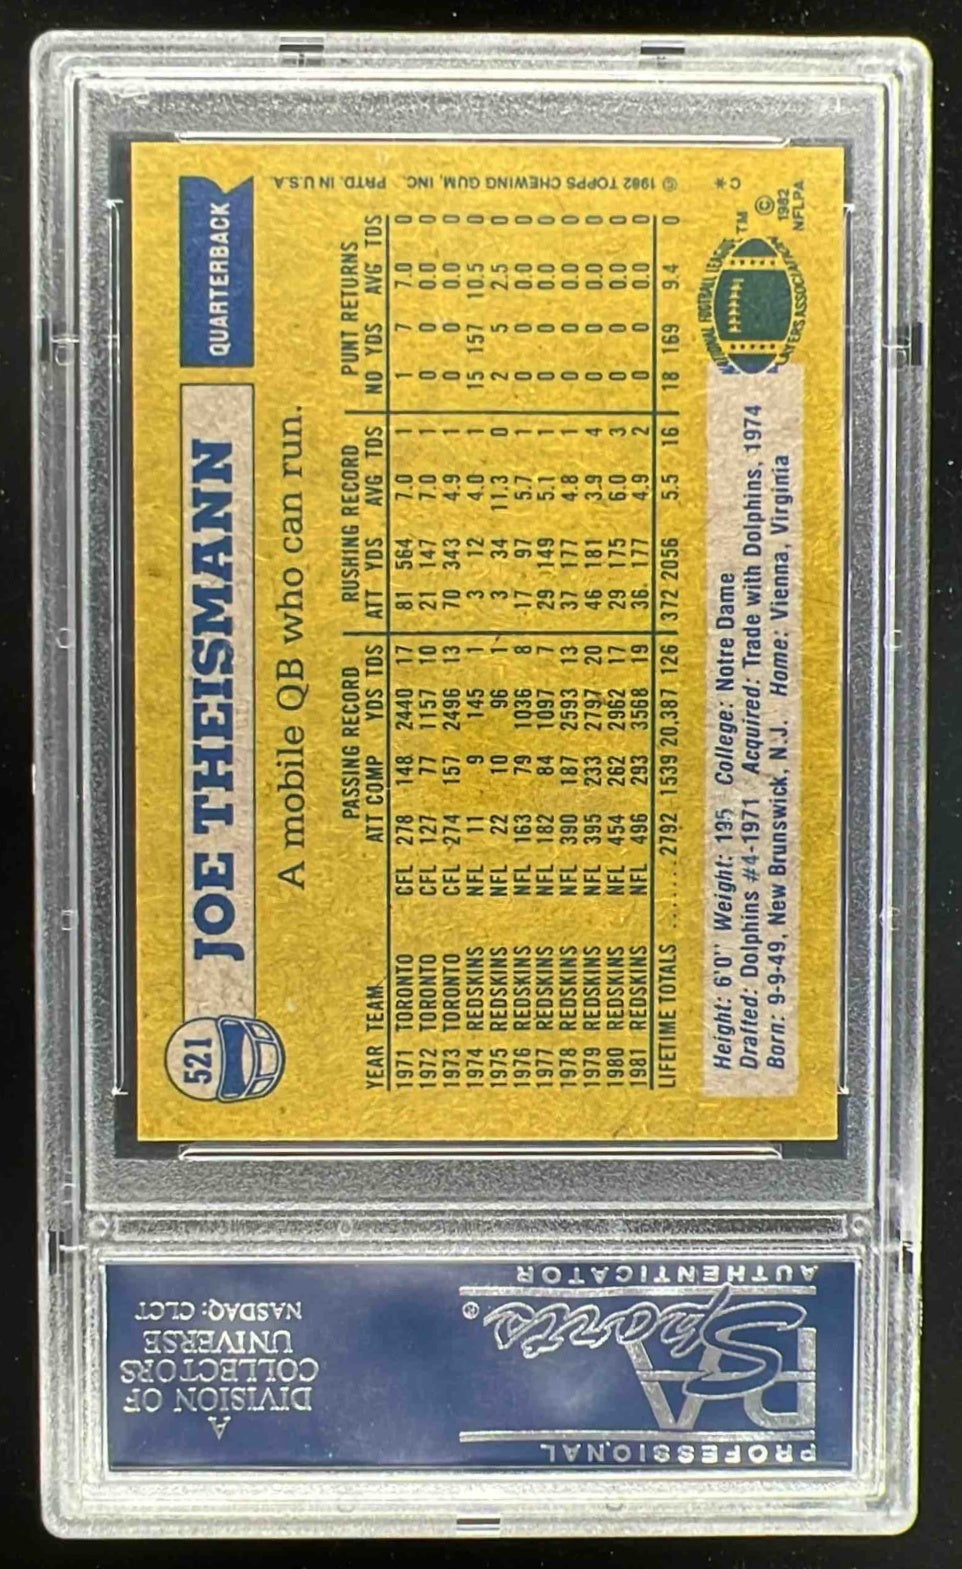 521 JOE THEISMANN QUARTERBACK
A mobile QB who can run.
PASSING RECORD RUSHING RECORD PUNT RETURNS
YEAR TEAM ATT COMP YDS TDS ATT YDS AVG TDS NO YDS AVG TDS
1971 TORONTO CFL 278 148 2440 17 81 564 7.0 1 1 7 7.0 0
1972 TORONTO CFL 127 77 1157 10 21 147 7.0 1 0 0 0.0 0
1973 TORONTO CFL 274 157 2496 13 70 343 4.9 1 0 0 0.0 0
1974 REDSKINS NFL 11 9 145 1 3 12 4.0 1 15 157 10.5 0
1975 REDSKINS NFL 22 10 96 1 3 34 11.3 0 2 5 2.5 0
1976 REDSKINS NFL 163 79 1036 8 17 97 5.7 1 0 0 0.0 0
1977 REDSKINS NFL 182 84 1097 7 29 149 5.1 1 0 0 0.0 0
1978 REDSKINS NFL 390 187 2593 13 37 177 4.8 1 0 0 0.0 0
1979 REDSKINS NFL 395 233 2797 20 46 181 3.9 4 0 0 0.0 0
1980 REDSKINS NFL 454 262 2962 17 29 175 6.0 3 0 0 0.0 0
1981 REDSKINS NFL 496 293 3568 19 36 177 4.9 2 0 0 0.0 0
LIFETIME TOTALS ........ 2792 1539 20,387 126 372 2056 5.5 16 18 169 9.4 0
Height: 6'0" Weight: 195 College: Notre Dame
Drafted: Dolphins #4-1971 Acquired: Trade with Dolphins, 1974
Born: 9-9-49, New Brunswick, N.J. Home: Vienna, Virginia
NATIONAL FOOTBALL LEAGUE
PLAYERS ASSOCIATION
TM
© 1982
NFLPA
© 1982 TOPPS CHEWING GUM, INC. PRTD. IN U.S.A
C*
PROFESSIONAL
PSA
Sports®
AUTHENTICATOR
A
DIVISION OF
COLLECTORS
UNIVERSE
NASDAQ: CLCT